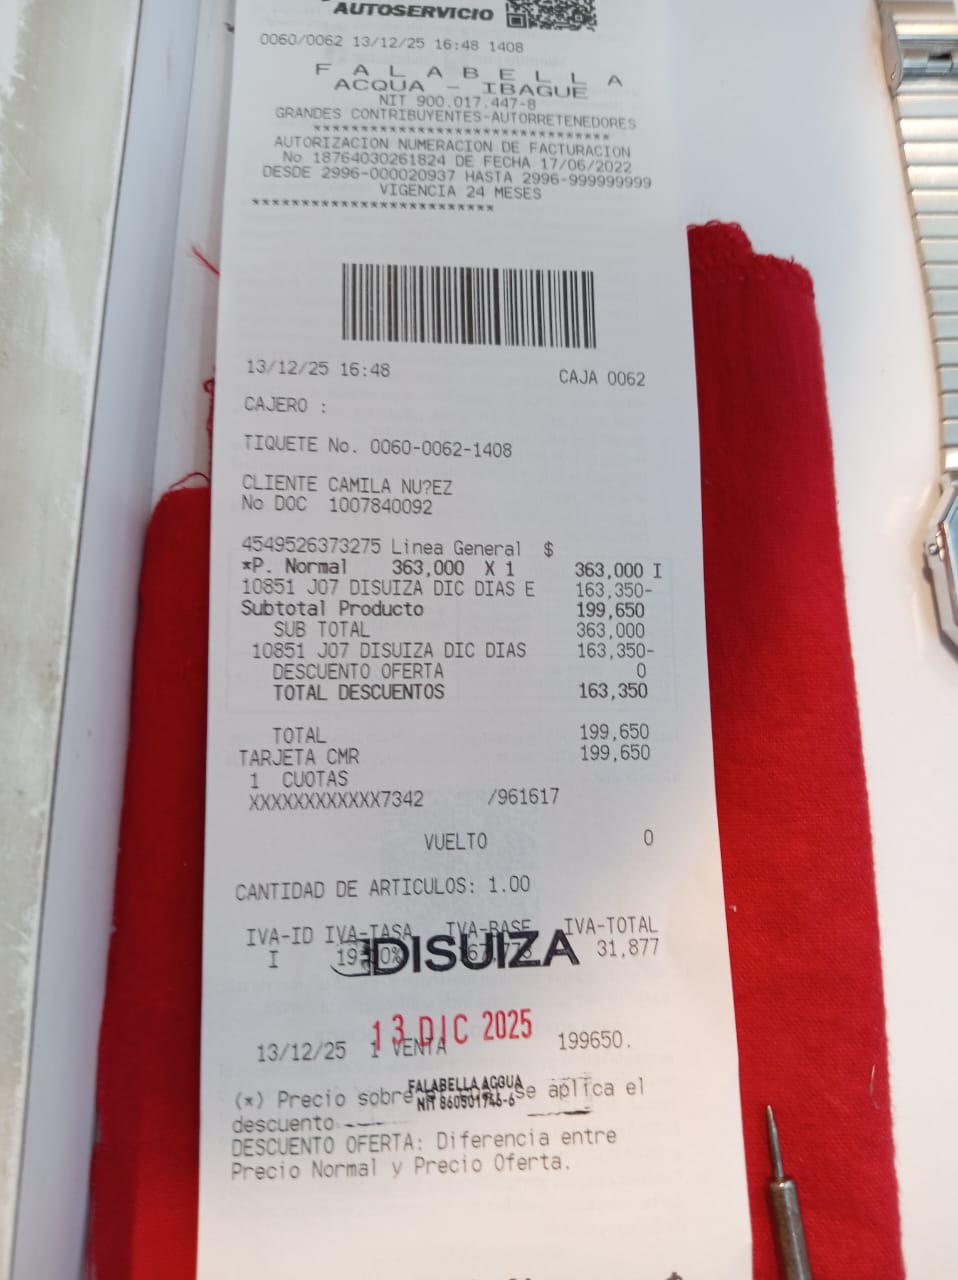 AUTOSERVICIO
0060/0062 13/12/25 16:48 1408
F A L A B E L L A
ACQUA - IBAGUE
NIT 900.017.447-8
GRANDES CONTRIBUYENTES-AUTORRETENEDORES
******************************
AUTORIZACION NUMERACION DE FACTURACION
No 18764030261824 DE FECHA 17/06/2022
DESDE 2996-000020937 HASTA 2996-999999999
VIGENCIA 24 MESES
*************************
13/12/25 16:48 CAJA 0062
CAJERO :
TIQUETE No. 0060-0062-1408
CLIENTE CAMILA NU?EZ
No DOC 1007840092
4549526373275 Linea General $
*P. Normal 363,000 X 1 363,000 I
10851 J07 DISUIZA DIC DIAS E 163,350-
Subtotal Producto 199,650
SUB TOTAL 363,000
10851 J07 DISUIZA DIC DIAS 163,350-
DESCUENTO OFERTA 0
TOTAL DESCUENTOS 163,350
TOTAL 199,650
TARJETA CMR 199,650
1 CUOTAS
XXXXXXXXXXXX7342 /961617
VUELTO 0
CANTIDAD DE ARTICULOS: 1.00
IVA-ID IVA-TASA IVA-BASE IVA-TOTAL
I 31,877
DISUIZA
13 DIC 2025
13/12/25 1 VENTA 199650.
FALABELLA ACQUA
NIT 860501746-6
(*) Precio sobre se aplica el
descuento
DESCUENTO OFERTA: Diferencia entre
Precio Normal y Precio Oferta.